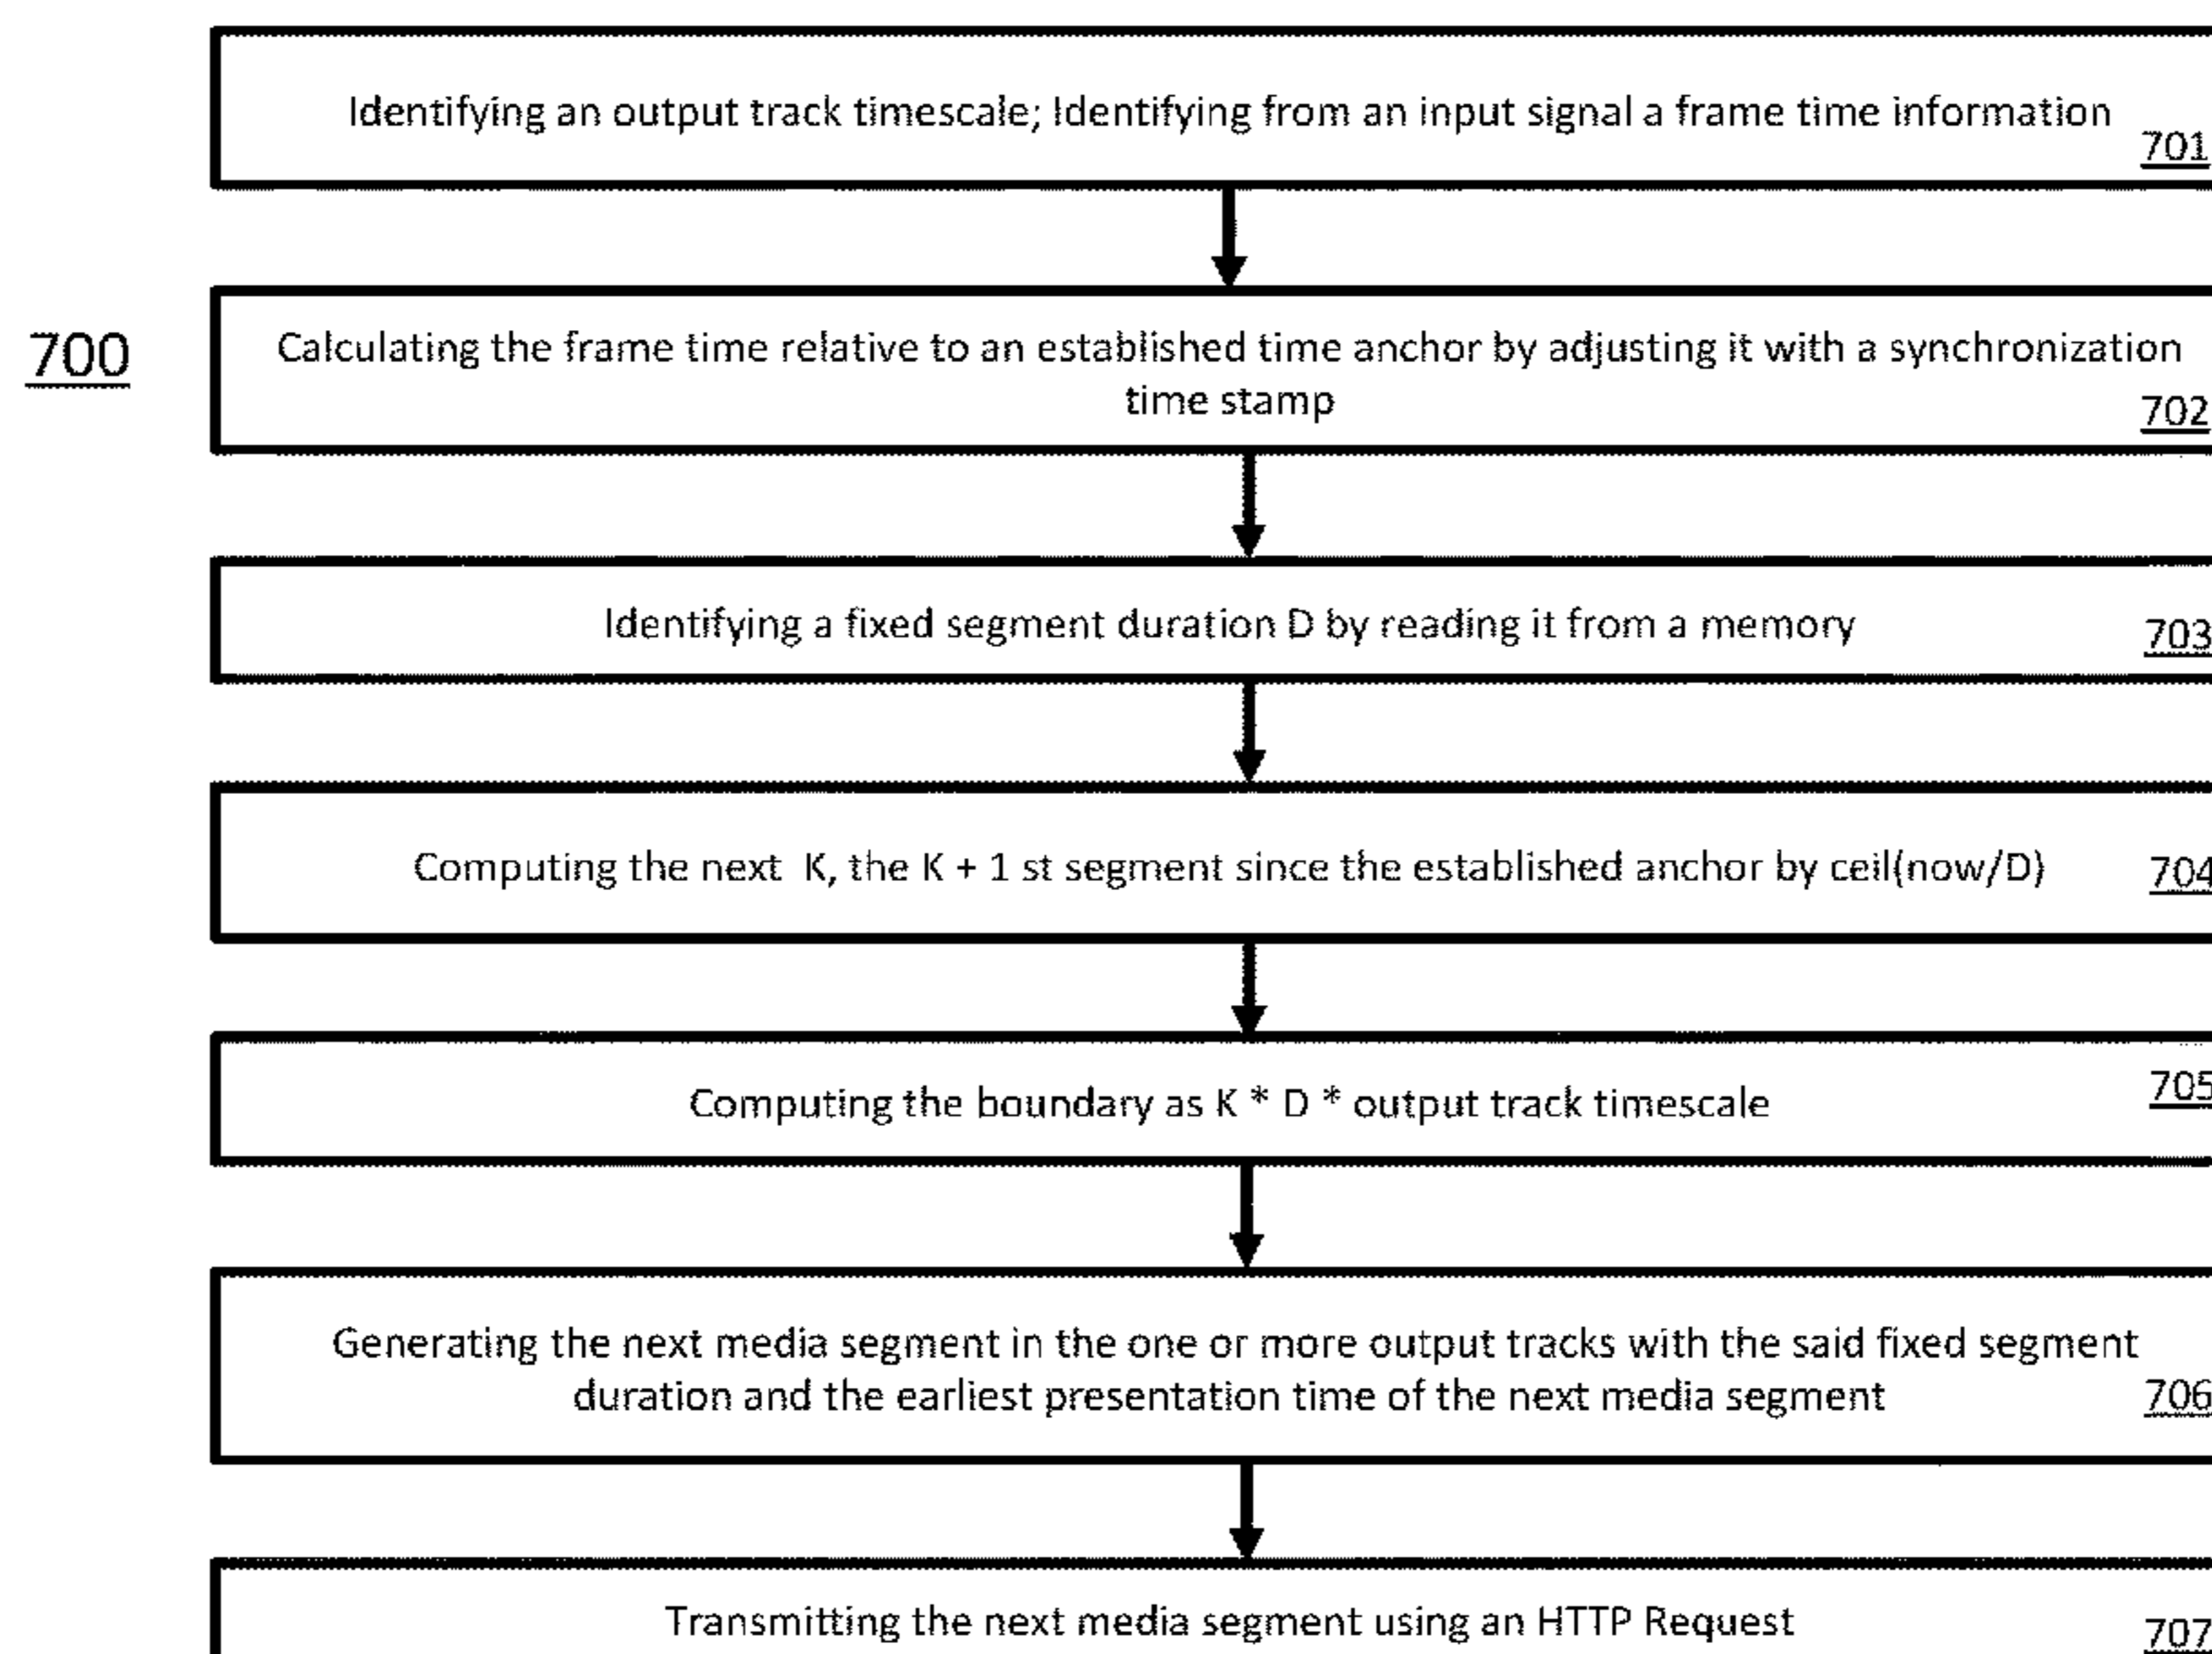 Identifying an output track timescale; Identifying from an input signal a frame time information
701
700
Calculating the frame time relative to an established time anchor by adjusting it with a synchronization
time stamp
702
Identifying a fixed segment duration D by reading it from a memory
703
Computing the next K, the K + 1 st segment since the established anchor by ceil(now/D)
704
Computing the boundary as K * D * output track timescale
705
Generating the next media segment in the one or more output tracks with the said fixed segment
duration and the earliest presentation time of the next media segment
706
Transmitting the next media segment using an HTTP Request
707